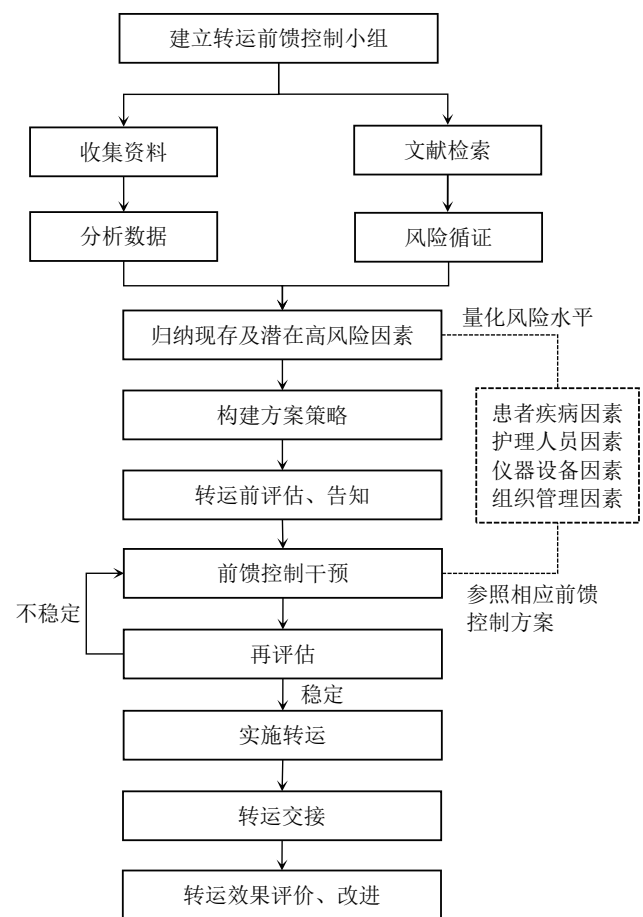 建立转运前馈控制小组
收集资料
文献检索
分析数据
风险循证
量化风险水平
归纳现存及潜在高风险因素
患者疾病因素
护理人员因素
仪器设备因素
组织管理因素
构建方案策略
转运前评估、告知
前馈控制干预
参照相应前馈
控制方案
不稳定
再评估
稳定
实施转运
转运交接
转运效果评价、改进